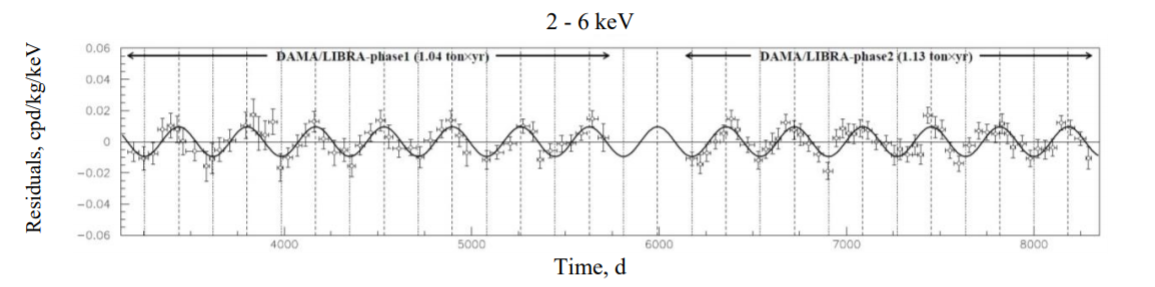 2 - 6 keV
Residuals, cpd/kg/keV
DAMA/LIBRA-phase1 (1.04 ton×yr)
DAMA/LIBRA-phase2 (1.13 ton×yr)
0.06
0.04
0.02
0
−0.02
−0.04
−0.06
4000 5000 6000 7000 8000
Time, d